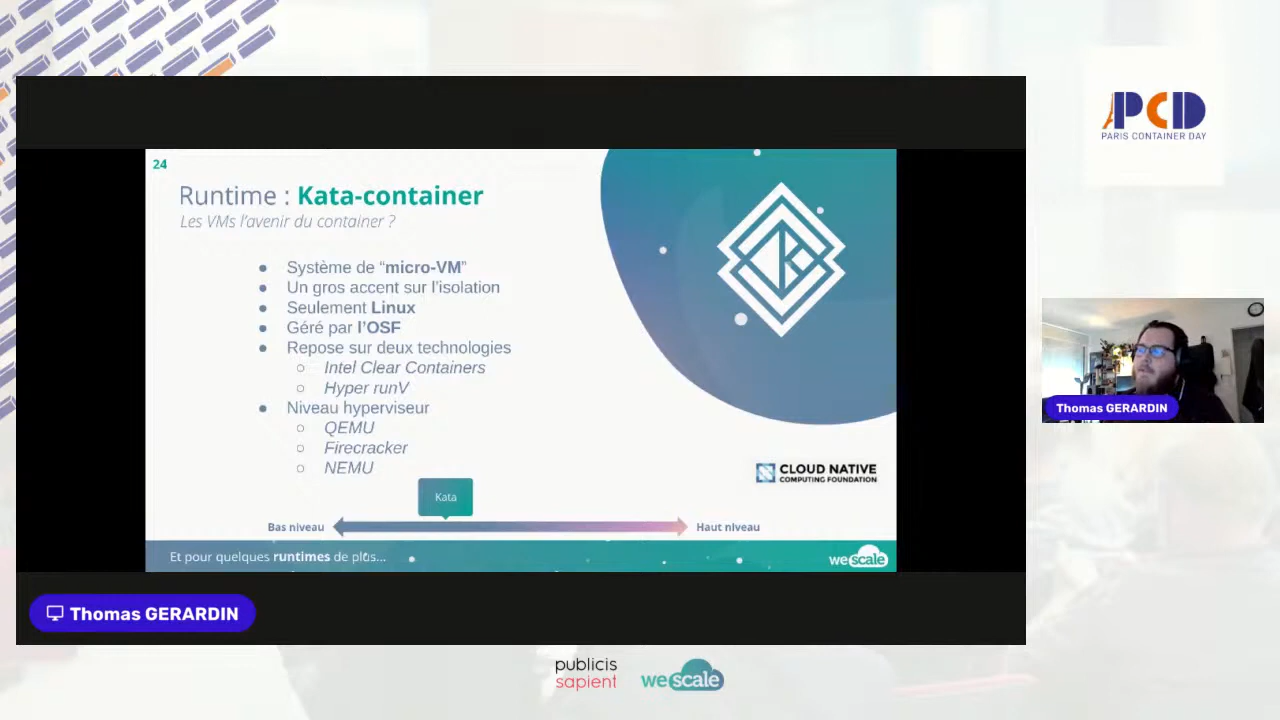 PCD
PARIS CONTAINER DAY
24
Runtime : Kata-container
Les VMs l’avenir du container ?
● Système de “micro-VM”
● Un gros accent sur l’isolation
● Seulement Linux
● Géré par l’OSF
● Repose sur deux technologies
○ Intel Clear Containers
○ Hyper runV
● Niveau hyperviseur
○ QEMU
○ Firecracker
○ NEMU
CLOUD NATIVE
COMPUTING FOUNDATION
Kata
Bas niveau
Haut niveau
Et pour quelques runtimes de plus...
wescale
Thomas GERARDIN
Thomas GERARDIN
publicis
sapient
wescale